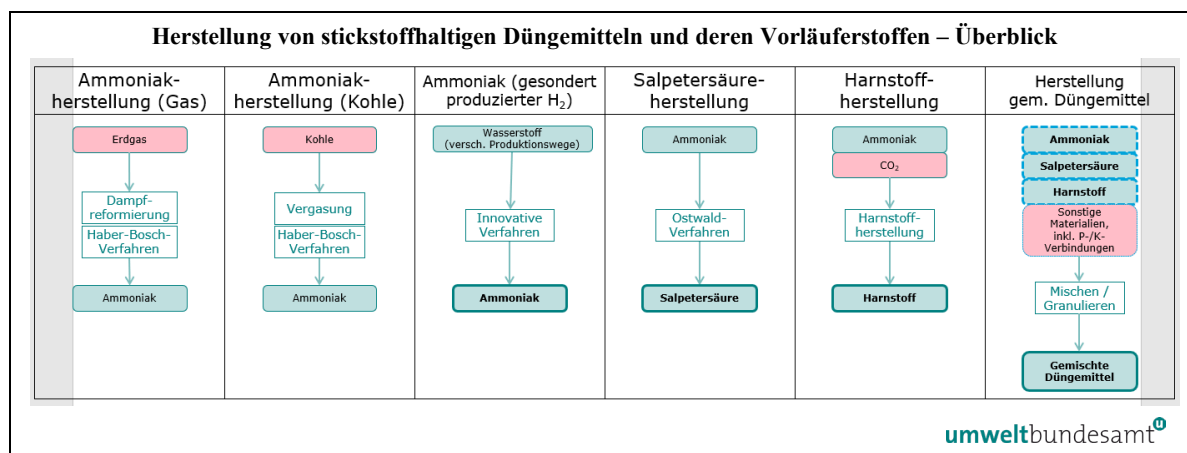 Herstellung von stickstoffhaltigen Düngemitteln und deren Vorläuferstoffen – Überblick
Ammoniak-
herstellung (Gas)
Erdgas
Dampf-
reformierung
Haber-Bosch-
Verfahren
Ammoniak
Ammoniak-
herstellung (Kohle)
Kohle
Vergasung
Haber-Bosch-
Verfahren
Ammoniak
Ammoniak (gesondert
produzierter H₂)
Wasserstoff
(versch. Produktionswege)
Innovative
Verfahren
Ammoniak
Salpetersäure-
herstellung
Ammoniak
Ostwald-
Verfahren
Salpetersäure
Harnstoff-
herstellung
Ammoniak
CO₂
Harnstoff-
herstellung
Harnstoff
Herstellung
gem. Düngemittel
Ammoniak
Salpetersäure
Harnstoff
Sonstige
Materialien,
inkl. P-/K-
Verbindungen
Mischen /
Granulieren
Gemischte
Düngemittel
umweltbundesamt
u